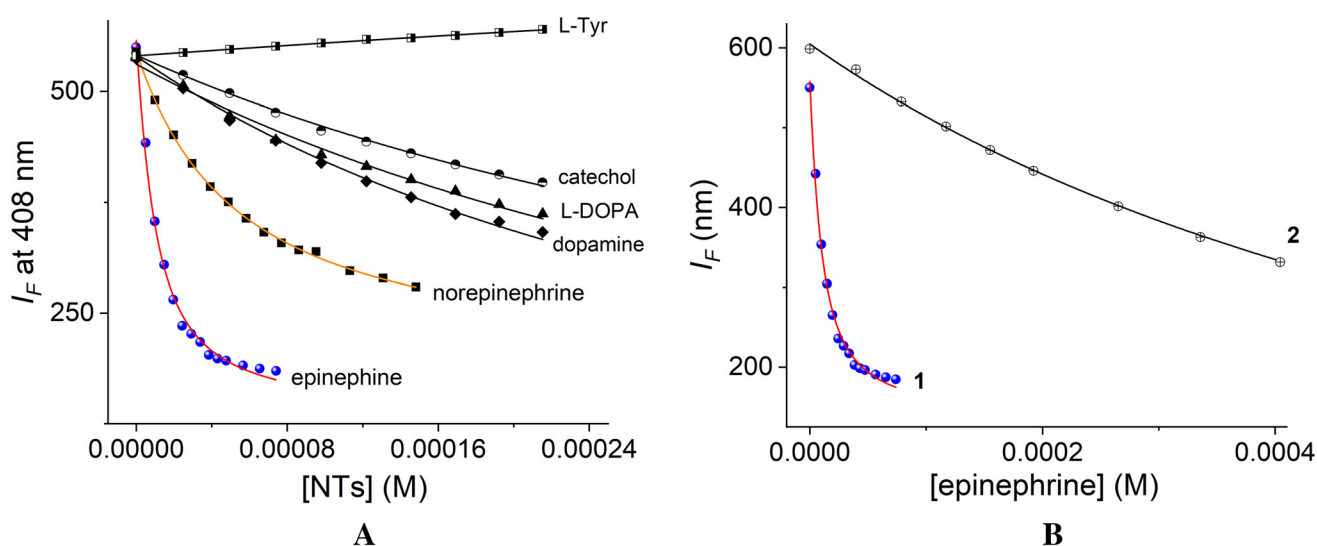 L-Tyr
500
catechol
L-DOPA
dopamine
norepinephrine
250
epinephine
I_F at 408 nm
0.00000 0.00008 0.00016 0.00024
[NTs] (M)
A
600
400
200
I_F (nm)
2
1
0.0000 0.0002 0.0004
[epinephrine] (M)
B